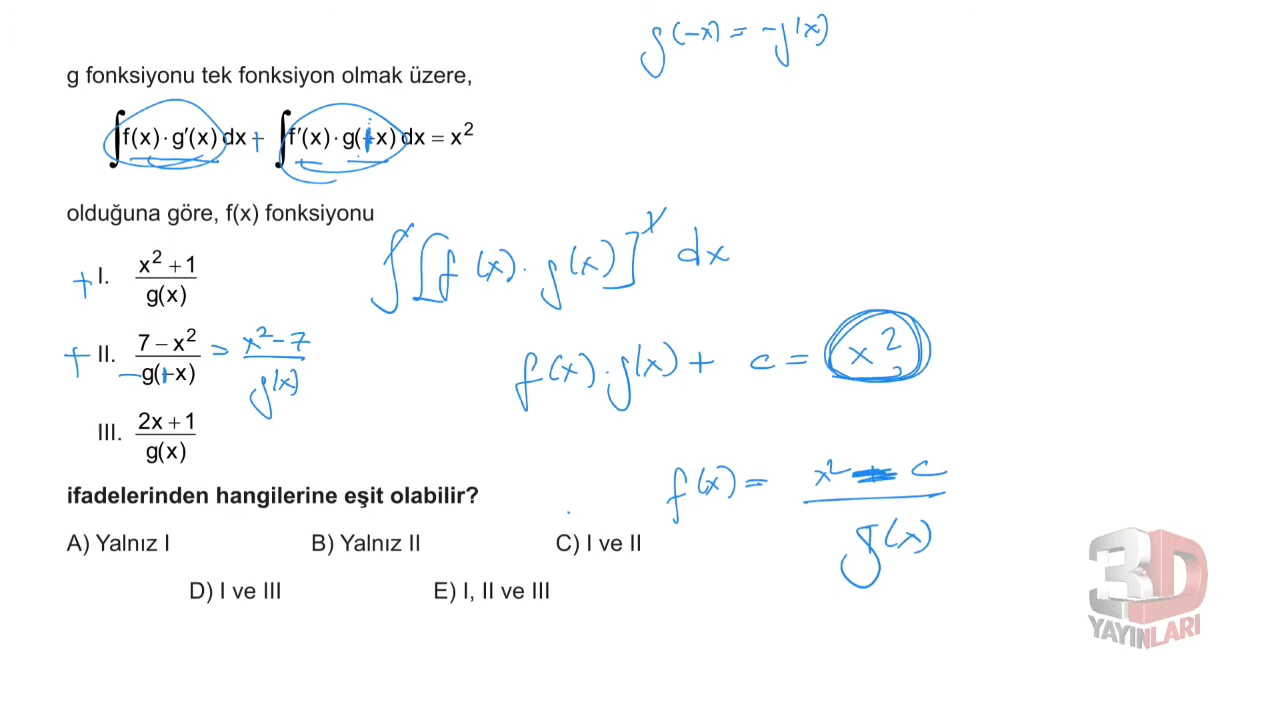 g(-x) = -g(x)
g fonksiyonu tek fonksiyon olmak üzere,
∫f(x)·g'(x) dx + ∫f'(x)·g(-x) dx = x²
olduğuna göre, f(x) fonksiyonu
∫[f(x)·g(x)]' dx
+ I. (x² + 1)/g(x)
+ II. (7 – x²)/(-g(+x)) = (x² - 7)/g(x)
f(x)·g(x) + c = x²
III. (2x + 1)/g(x)
f(x) = (x² - c)/g(x)
ifadelerinden hangilerine eşit olabilir?
A) Yalnız I B) Yalnız II C) I ve II
D) I ve III E) I, II ve III
3D
YAYINLARI